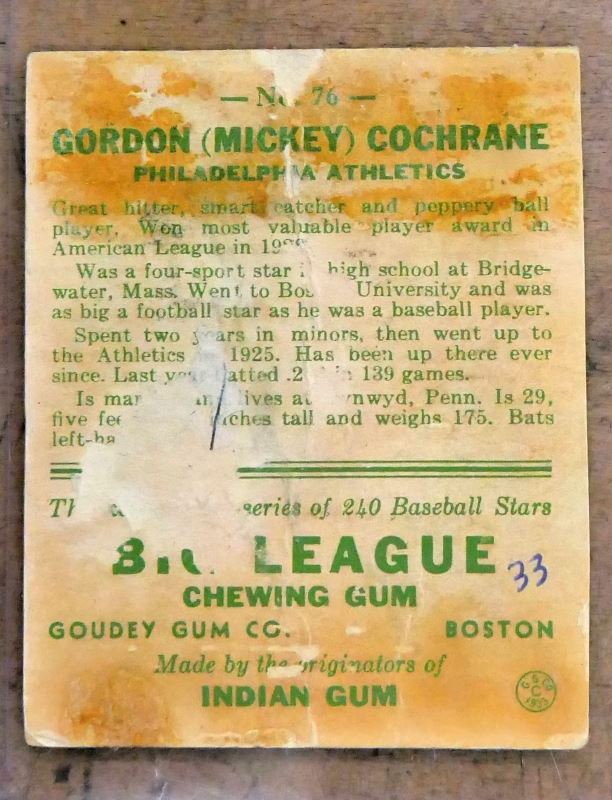 — No. 76 —
GORDON (MICKEY) COCHRANE
PHILADELPHIA ATHLETICS
Great hitter, smart catcher and peppery ball
player. Won most valuable player award in
American League in
Was a four-sport star high school at Bridge-
water, Mass. Went to University and was
as big a football star as he was a baseball player.
Spent two years in minors, then went up to
the Athletics 1925. Has been up there ever
since. Last year batted in 139 games.
Is lives at Penn. Is 29,
five tall and weighs 175. Bats
series of 240 Baseball Stars
BIG LEAGUE
33
CHEWING GUM
GOUDEY GUM CO. BOSTON
Made by the originators of
INDIAN GUM
G.G.Co
C
1933